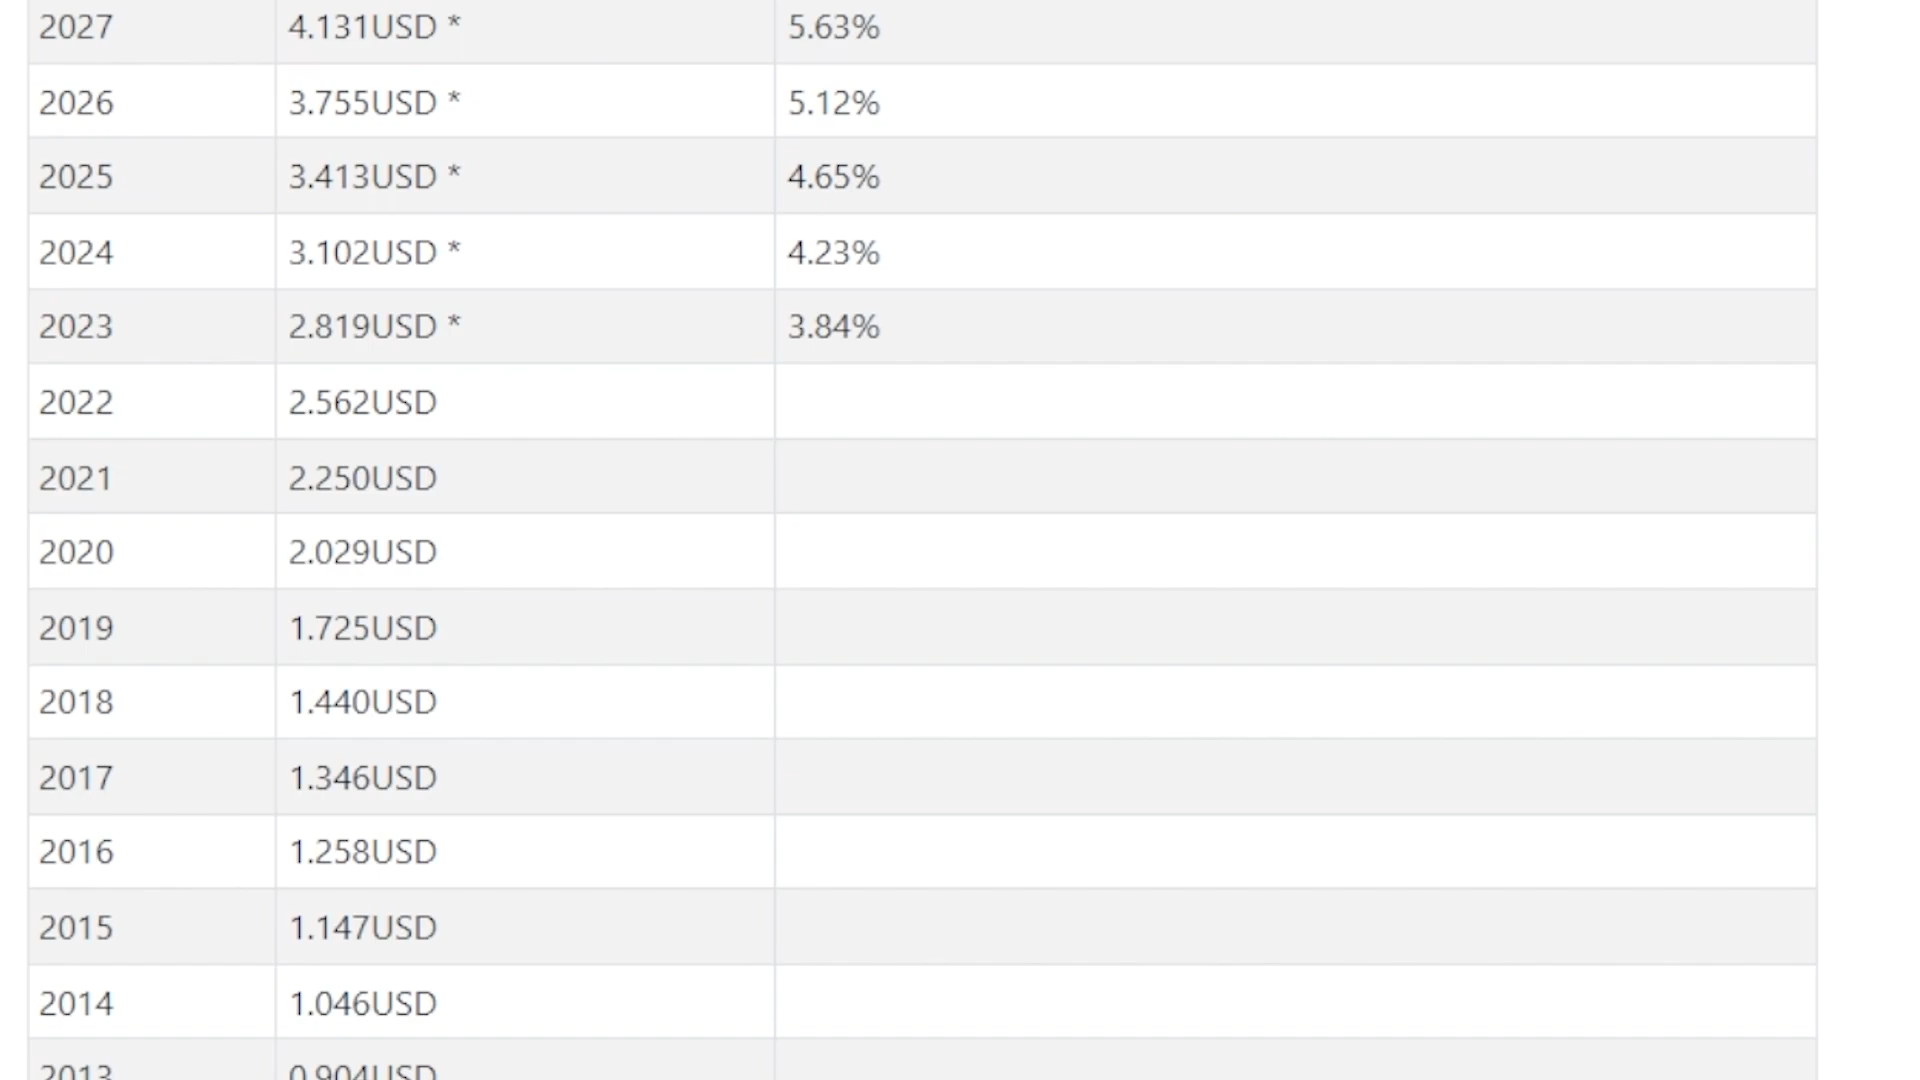 2027 4.131USD * 5.63%
2026 3.755USD * 5.12%
2025 3.413USD * 4.65%
2024 3.102USD * 4.23%
2023 2.819USD * 3.84%
2022 2.562USD
2021 2.250USD
2020 2.029USD
2019 1.725USD
2018 1.440USD
2017 1.346USD
2016 1.258USD
2015 1.147USD
2014 1.046USD
2013 0.904USD